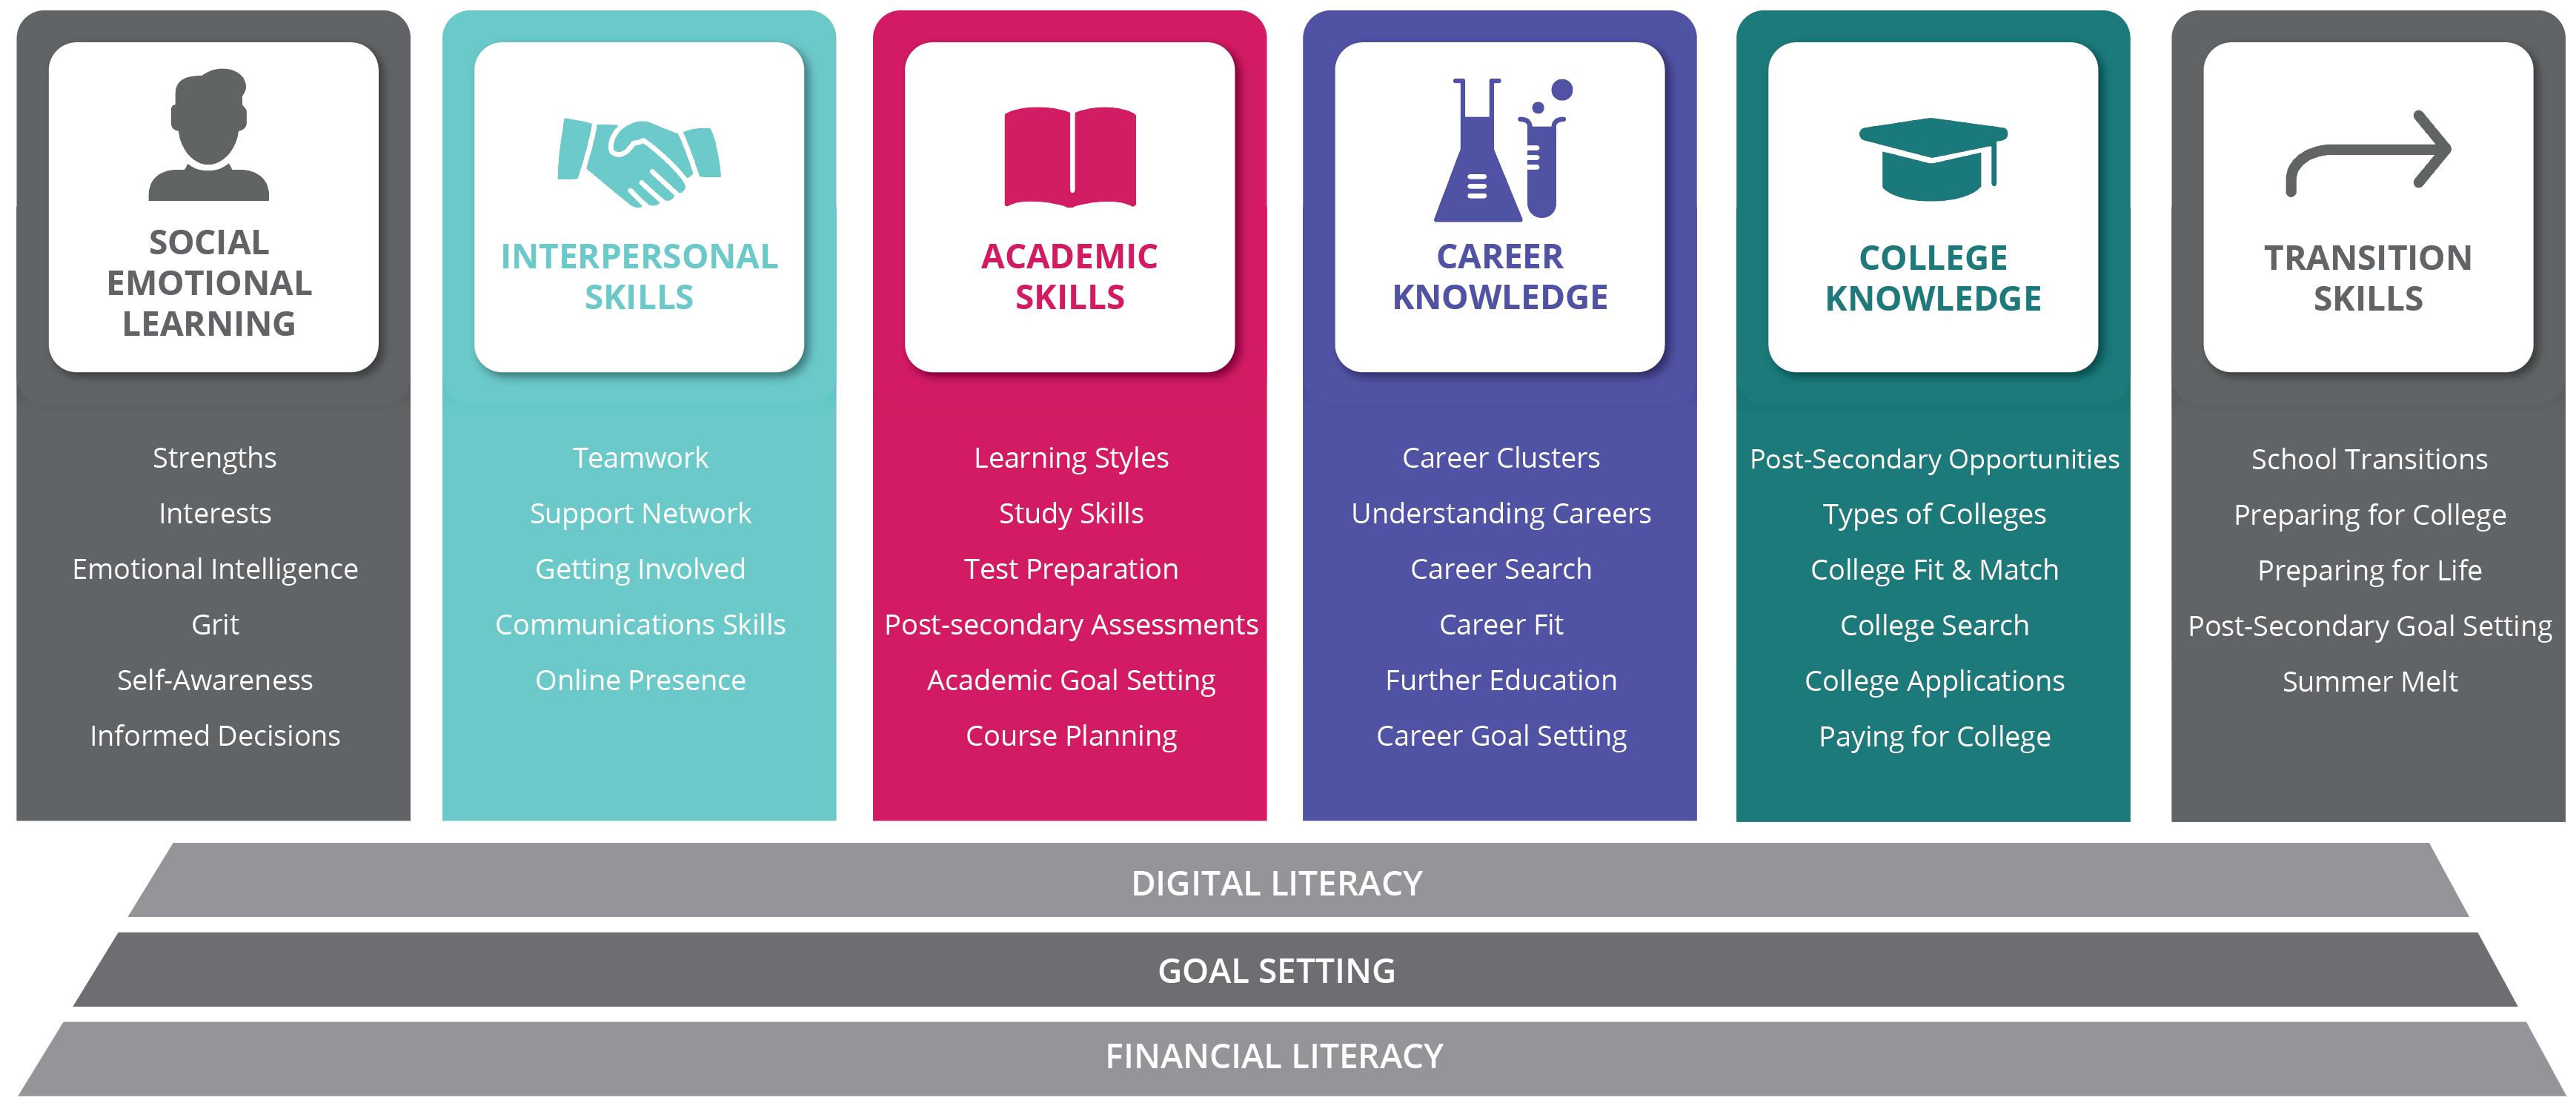 SOCIAL
EMOTIONAL
LEARNING
Strengths
Interests
Emotional Intelligence
Grit
Self-Awareness
Informed Decisions
INTERPERSONAL
SKILLS
Teamwork
Support Network
Getting Involved
Communications Skills
Online Presence
ACADEMIC
SKILLS
Learning Styles
Study Skills
Test Preparation
Post-secondary Assessments
Academic Goal Setting
Course Planning
CAREER
KNOWLEDGE
Career Clusters
Understanding Careers
Career Search
Career Fit
Further Education
Career Goal Setting
COLLEGE
KNOWLEDGE
Post-Secondary Opportunities
Types of Colleges
College Fit & Match
College Search
College Applications
Paying for College
TRANSITION
SKILLS
School Transitions
Preparing for College
Preparing for Life
Post-Secondary Goal Setting
Summer Melt
DIGITAL LITERACY
GOAL SETTING
FINANCIAL LITERACY